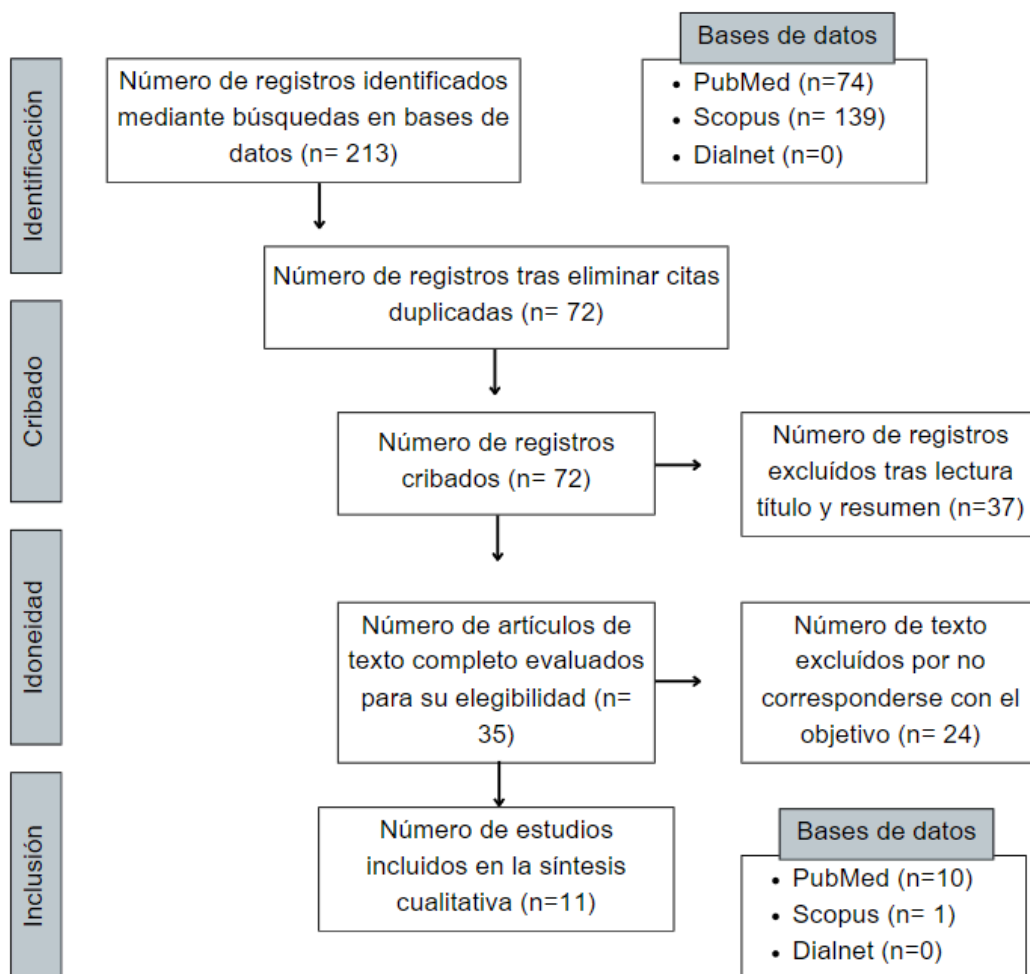 Identificación
Número de registros identificados
mediante búsquedas en bases de
datos (n= 213)
Bases de datos
• PubMed (n=74)
• Scopus (n= 139)
• Dialnet (n=0)
Número de registros tras eliminar citas
duplicadas (n= 72)
Cribado
Número de registros
cribados (n= 72)
Número de registros
excluídos tras lectura
título y resumen (n=37)
Idoneidad
Número de artículos de
texto completo evaluados
para su elegibilidad (n=
35)
Número de texto
excluídos por no
corresponderse con el
objetivo (n= 24)
Inclusión
Número de estudios
incluidos en la síntesis
cualitativa (n=11)
Bases de datos
• PubMed (n=10)
• Scopus (n= 1)
• Dialnet (n=0)